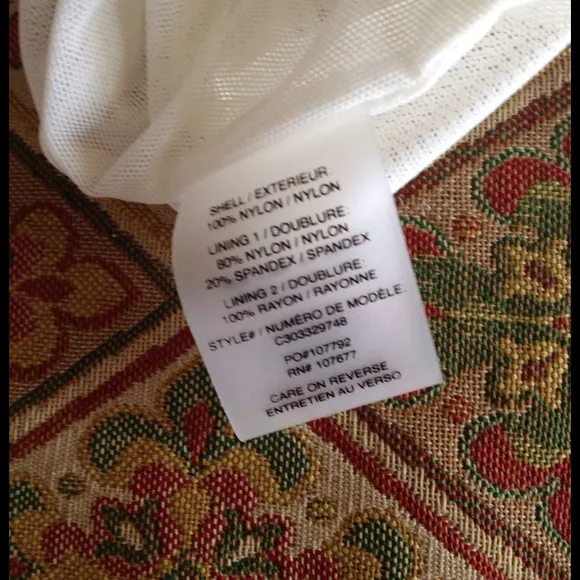 SHELL / EXTERIEUR:
100% NYLON / NYLON
LINING 1 / DOUBLURE:
80% NYLON / NYLON
20% SPANDEX / SPANDEX
LINING 2 / DOUBLURE:
100% RAYON / RAYONNE
STYLE# / NUMÉRO DE MODÈLE:
C303329748
PO#107792
RN# 107677
CARE ON REVERSE
ENTRETIEN AU VERSO